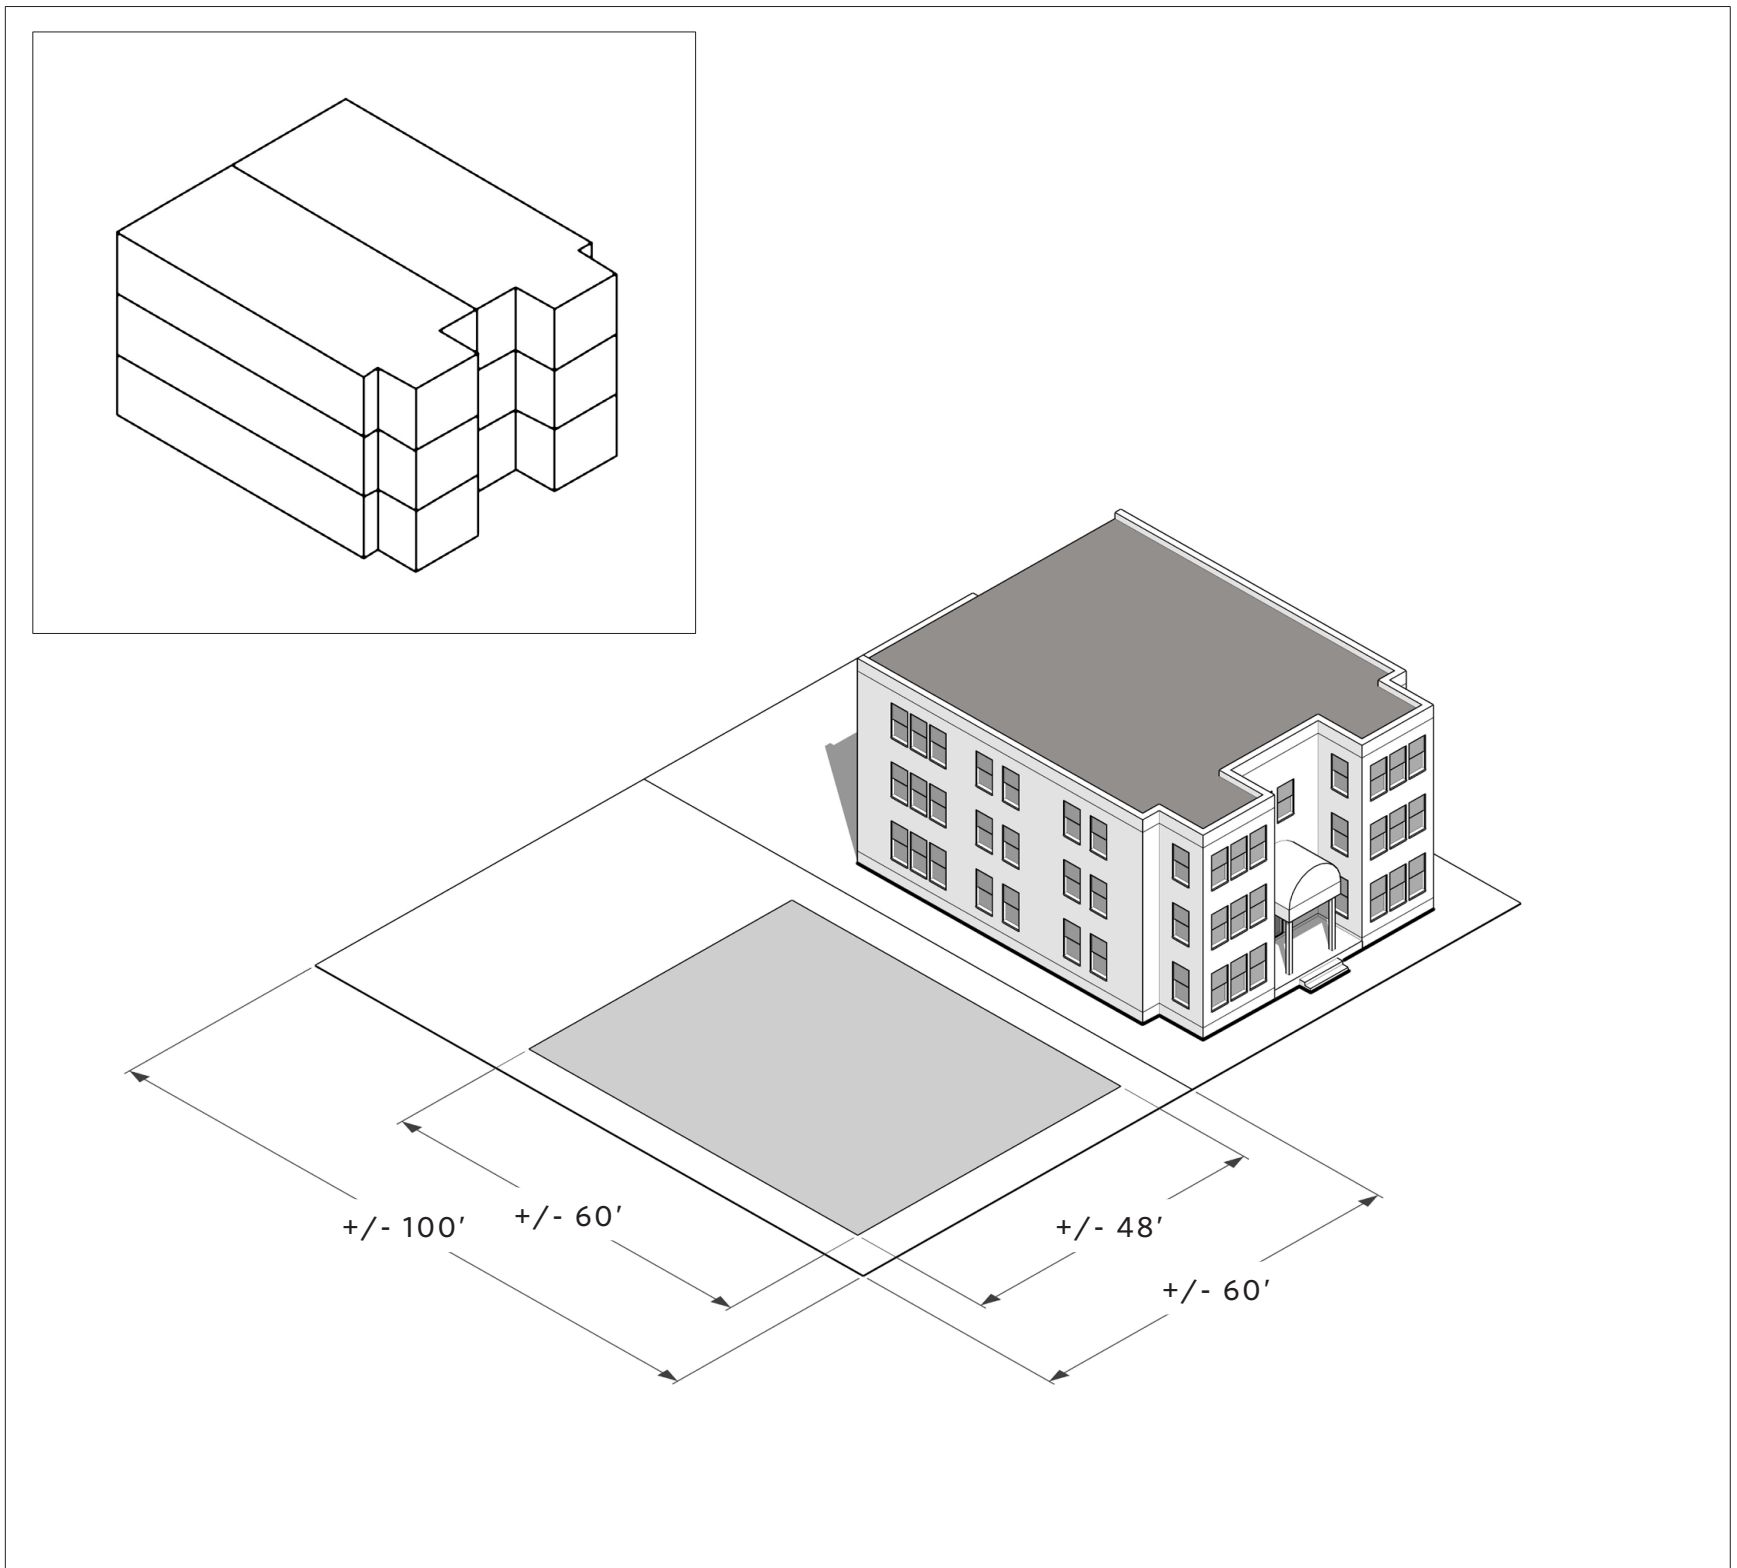 +/- 100′
+/- 60′
+/- 48′
+/- 60′